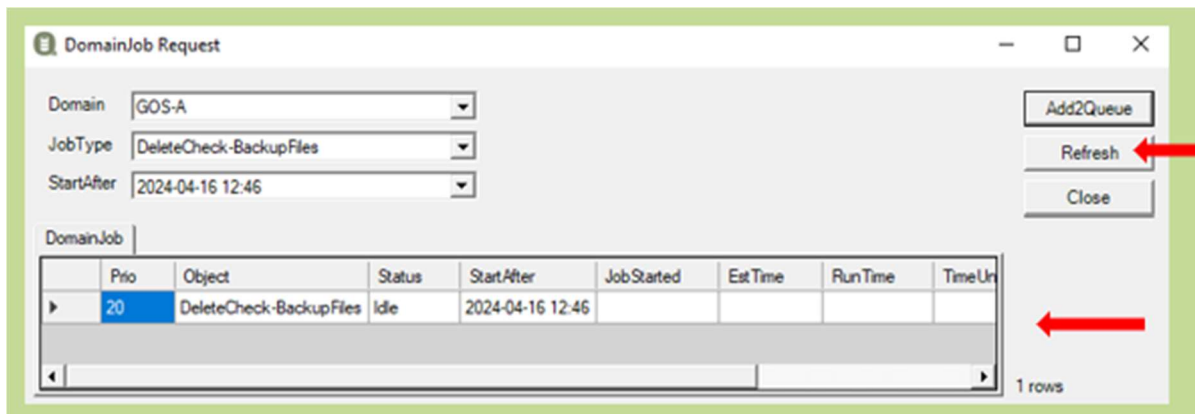 DomainJob Request
Domain GOS-A Add2Queue
JobType DeleteCheck-BackupFiles Refresh
StartAfter 2024-04-16 12:46 Close
DomainJob
Prio Object Status StartAfter JobStarted EstTime RunTime TimeUn
20 DeleteCheck-BackupFiles Idle 2024-04-16 12:46
1 rows